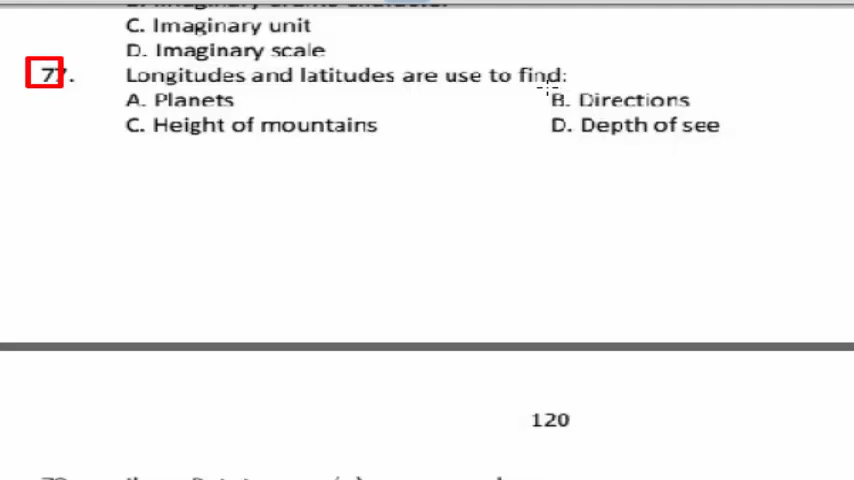 C. Imaginary unit
D. Imaginary scale
77. Longitudes and latitudes are use to find:
A. Planets B. Directions
C. Height of mountains D. Depth of see
120